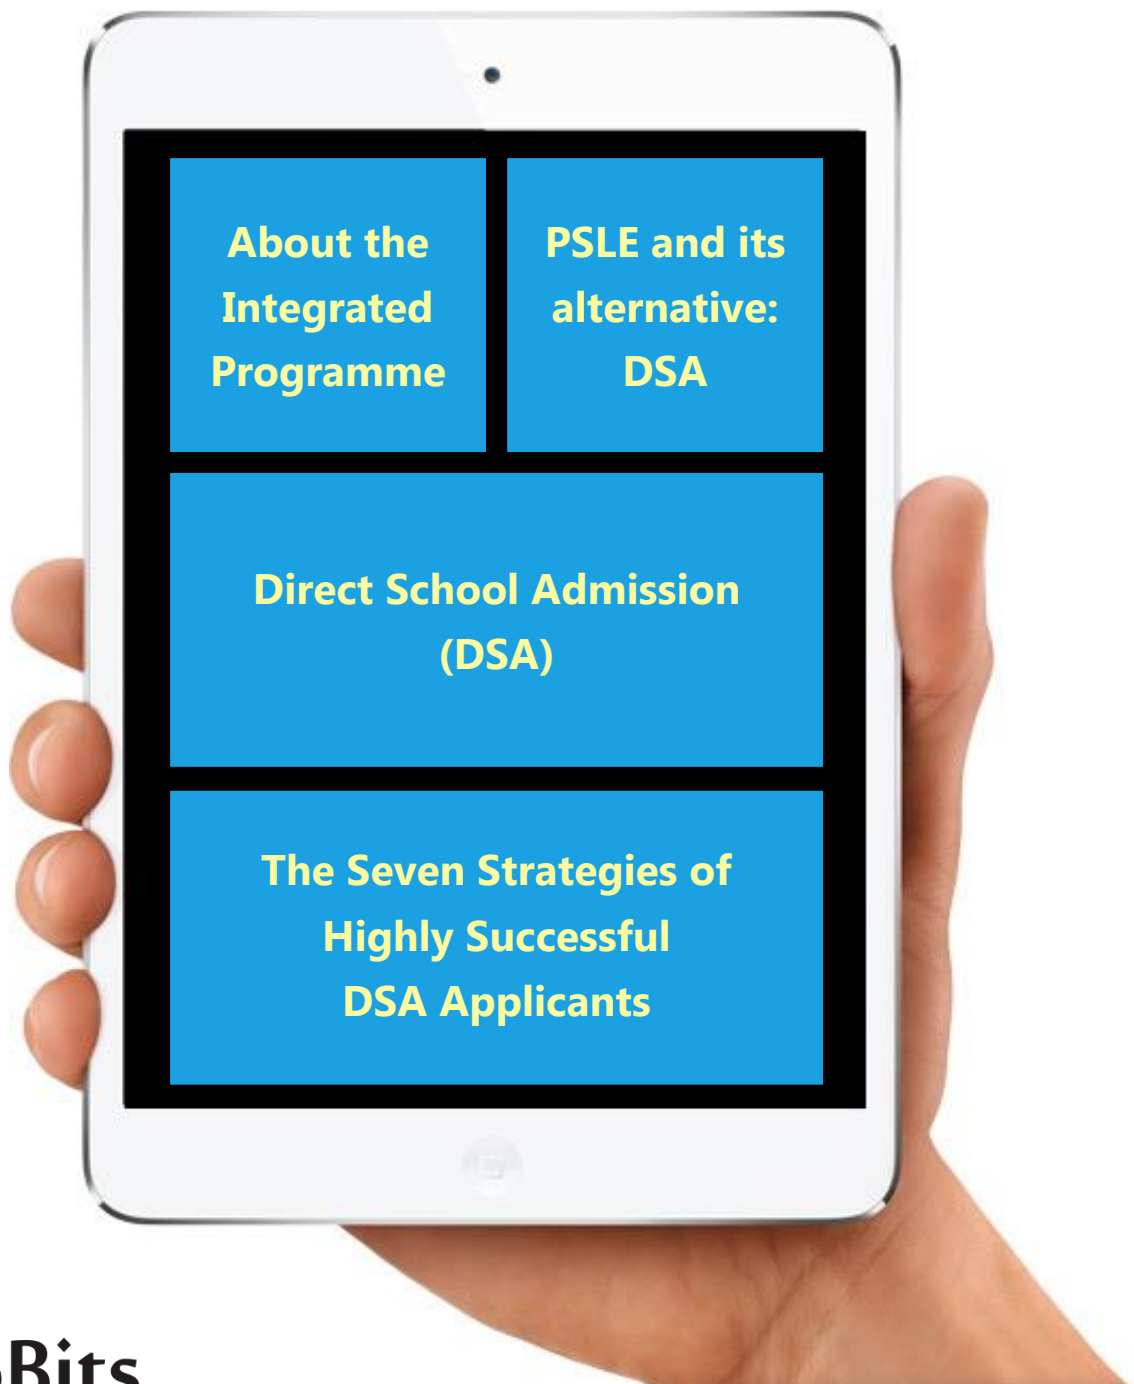 About the
Integrated
Programme
PSLE and its
alternative:
DSA
Direct School Admission
(DSA)
The Seven Strategies of
Highly Successful
DSA Applicants